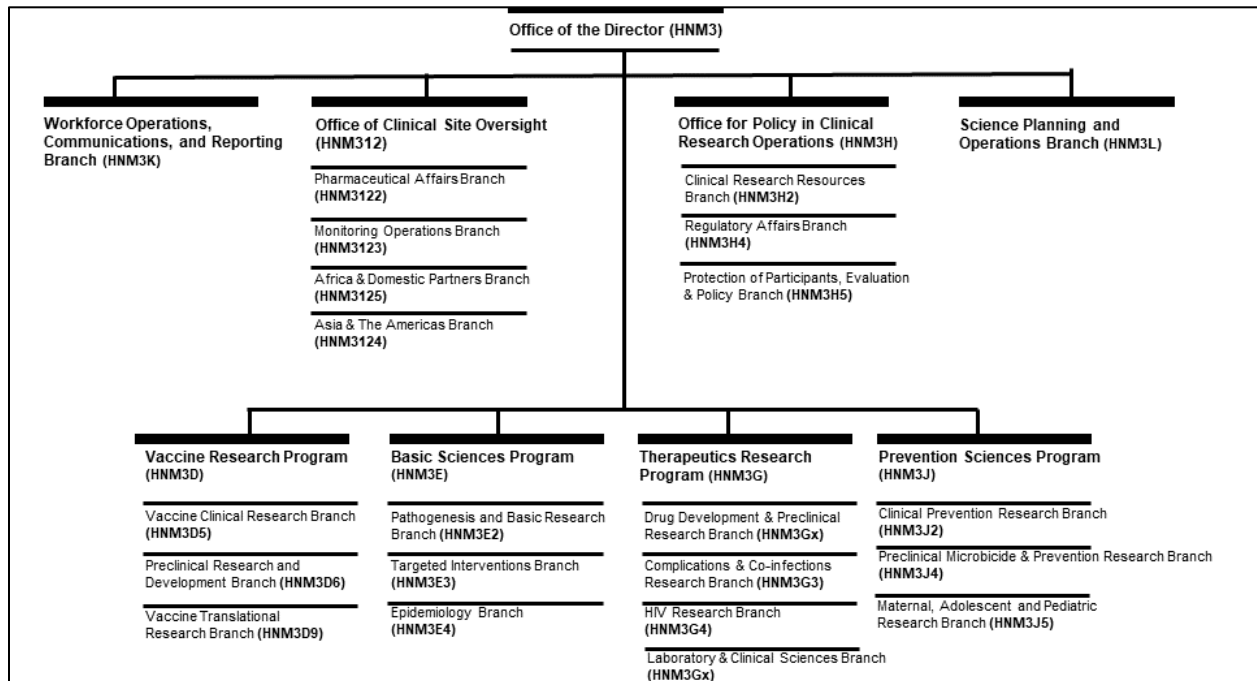 Office of the Director (HNM3)
Workforce Operations,
Communications, and Reporting
Branch (HNM3K)
Office of Clinical Site Oversight
(HNM312)
Pharmaceutical Affairs Branch
(HNM3122)
Monitoring Operations Branch
(HNM3123)
Africa & Domestic Partners Branch
(HNM3125)
Asia & The Americas Branch
(HNM3124)
Office for Policy in Clinical
Research Operations (HNM3H)
Clinical Research Resources
Branch (HNM3H2)
Regulatory Affairs Branch
(HNM3H4)
Protection of Participants, Evaluation
& Policy Branch (HNM3H5)
Science Planning and
Operations Branch (HNM3L)
Vaccine Research Program
(HNM3D)
Vaccine Clinical Research Branch
(HNM3D5)
Preclinical Research and
Development Branch (HNM3D6)
Vaccine Translational
Research Branch (HNM3D9)
Basic Sciences Program
(HNM3E)
Pathogenesis and Basic Research
Branch (HNM3E2)
Targeted Interventions Branch
(HNM3E3)
Epidemiology Branch
(HNM3E4)
Therapeutics Research
Program (HNM3G)
Drug Development & Preclinical
Research Branch (HNM3Gx)
Complications & Co-infections
Research Branch (HNM3G3)
HIV Research Branch
(HNM3G4)
Laboratory & Clinical Sciences Branch
(HNM3Gx)
Prevention Sciences Program
(HNM3J)
Clinical Prevention Research Branch
(HNM3J2)
Preclinical Microbicide & Prevention Research Branch
(HNM3J4)
Maternal, Adolescent and Pediatric
Research Branch (HNM3J5)